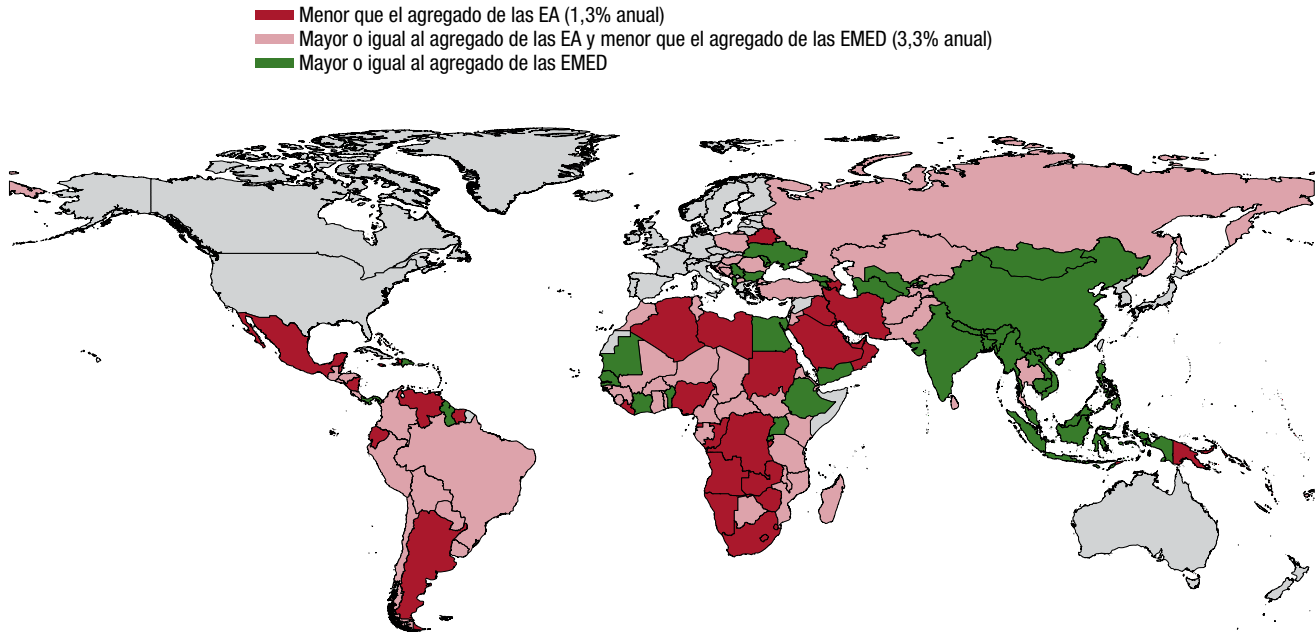 Menor que el agregado de las EA (1,3% anual)
Mayor o igual al agregado de las EA y menor que el agregado de las EMED (3,3% anual)
Mayor o igual al agregado de las EMED